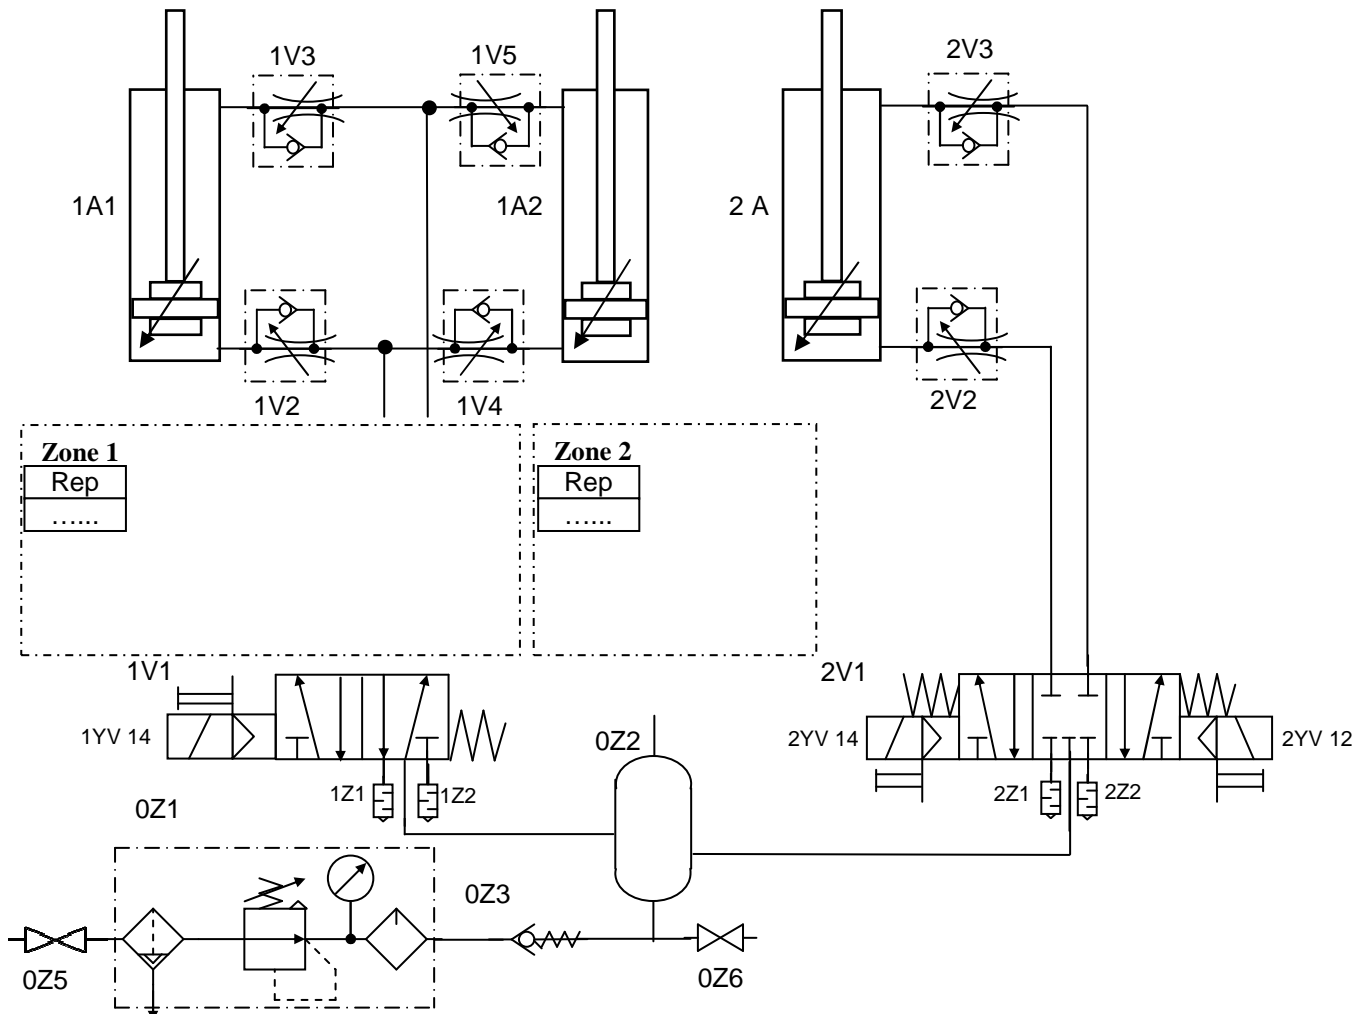 1V3
1V5
2V3
1A1
1A2
2 A
1V2
1V4
2V2
Zone 1
Rep
…...
Zone 2
Rep
…...
1V1
2V1
1YV 14
0Z2
2YV 14
2YV 12
1Z1
1Z2
2Z1
2Z2
0Z1
0Z3
0Z5
0Z6